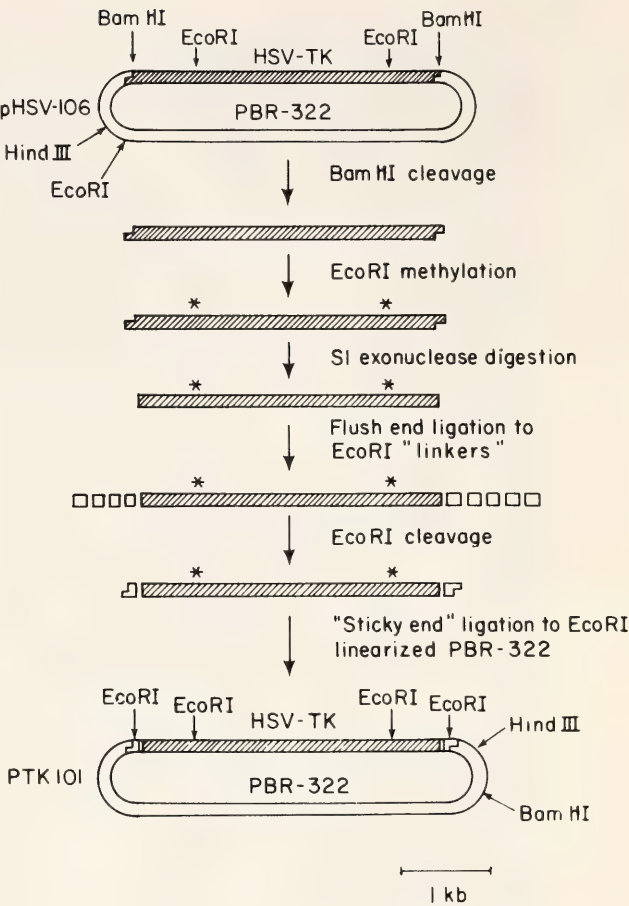 Bam HI
Bam HI
EcoRI
EcoRI
HSV-TK
pHSV-106
PBR-322
Hind III
EcoRI
Bam HI cleavage
EcoRI methylation
*
*
SI exonuclease digestion
*
*
Flush end ligation to
EcoRI "linkers"
*
*
EcoRI cleavage
*
*
"Sticky end" ligation to EcoRI
linearized PBR-322
EcoRI
EcoRI
HSV-TK
EcoRI
EcoRI
Hind III
PTK 101
PBR-322
Bam HI
1 kb